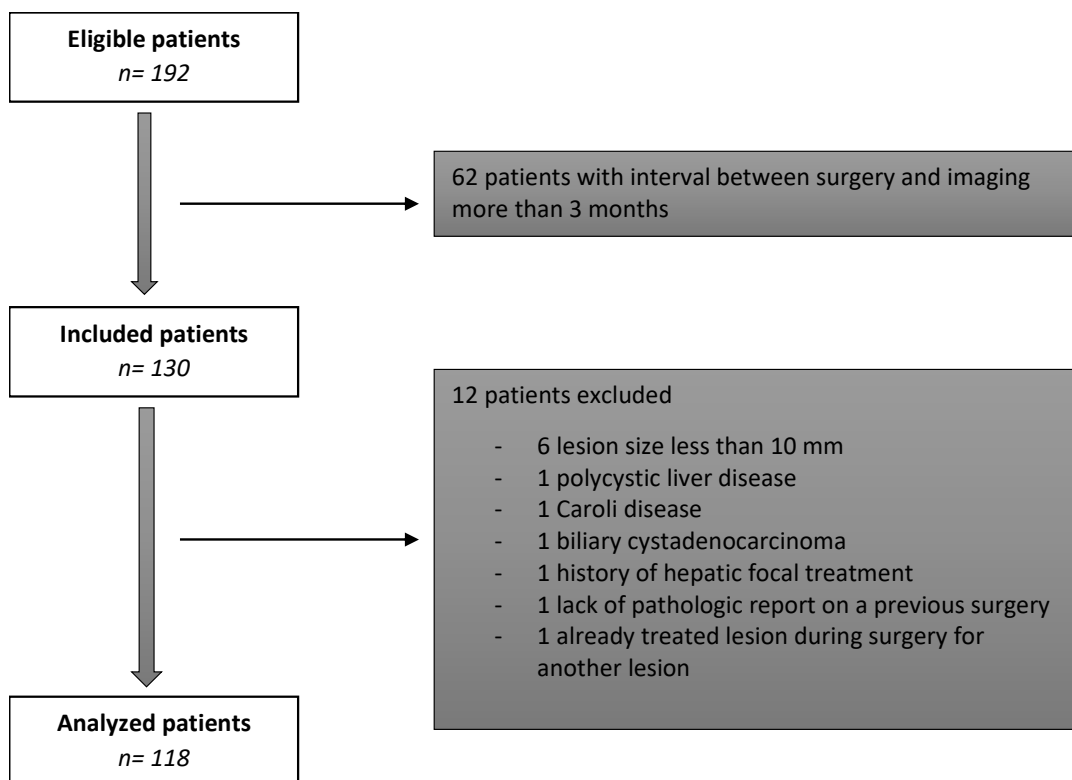 Eligible patients
n= 192
62 patients with interval between surgery and imaging
more than 3 months
Included patients
n= 130
12 patients excluded
- 6 lesion size less than 10 mm
- 1 polycystic liver disease
- 1 Caroli disease
- 1 biliary cystadenocarcinoma
- 1 history of hepatic focal treatment
- 1 lack of pathologic report on a previous surgery
- 1 already treated lesion during surgery for
another lesion
Analyzed patients
n= 118